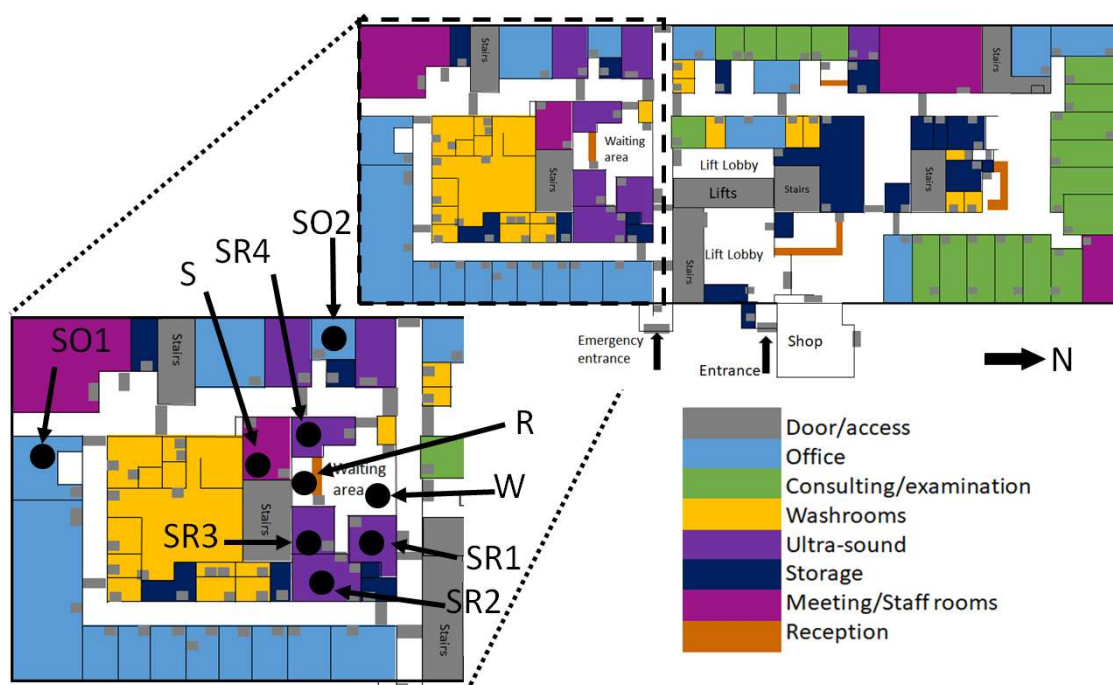 Stairs
Stairs
Waiting
area
Lift Lobby
Lifts
Stairs
Stairs
Stairs
Stairs
Lift Lobby
Emergency
entrance
Entrance
Shop
N
SO2
SR4
S
SO1
R
W
SR3
SR1
SR2
Stairs
Waiting
area
Stairs
Stairs
Door/access
Office
Consulting/examination
Washrooms
Ultra-sound
Storage
Meeting/Staff rooms
Reception